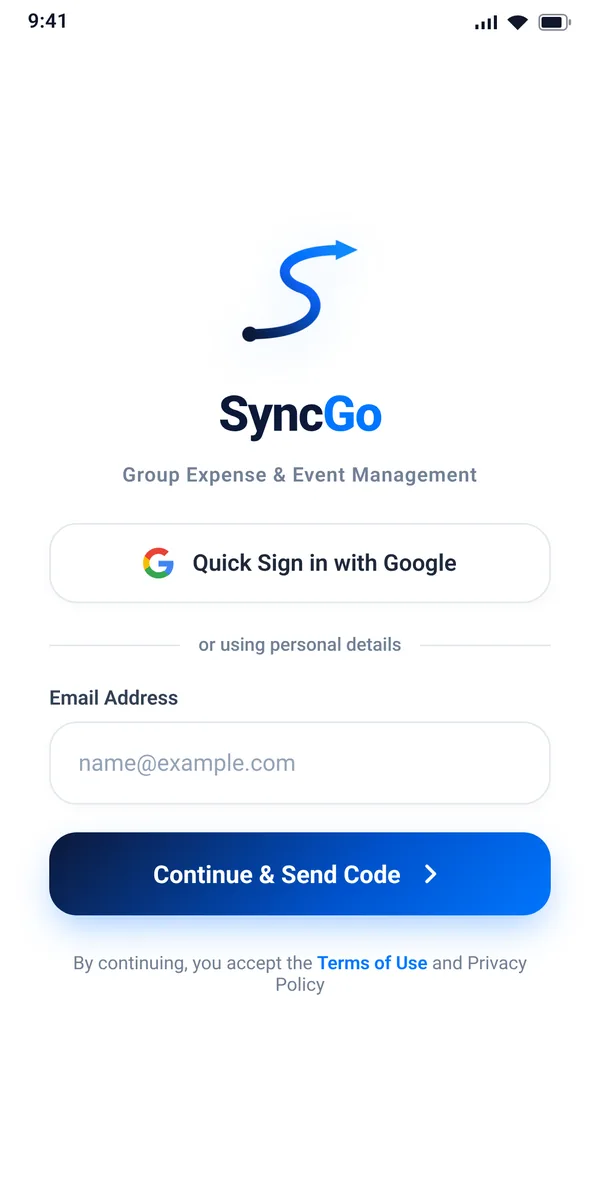 9:41
SyncGo
Group Expense & Event Management
Quick Sign in with Google
or using personal details
Email Address
name@example.com
Continue & Send Code
By continuing, you accept the Terms of Use and Privacy
Policy